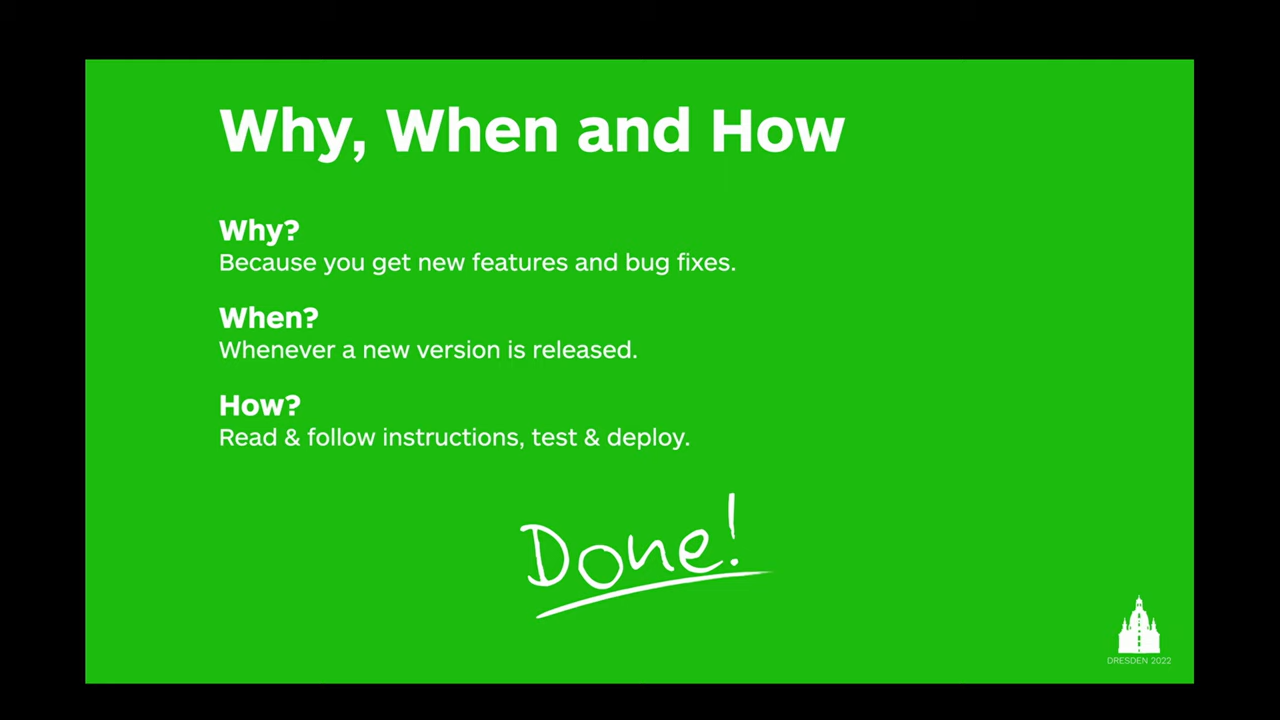 Why, When and How
Why?
Because you get new features and bug fixes.
When?
Whenever a new version is released.
How?
Read & follow instructions, test & deploy.
Done!
DRESDEN 2022